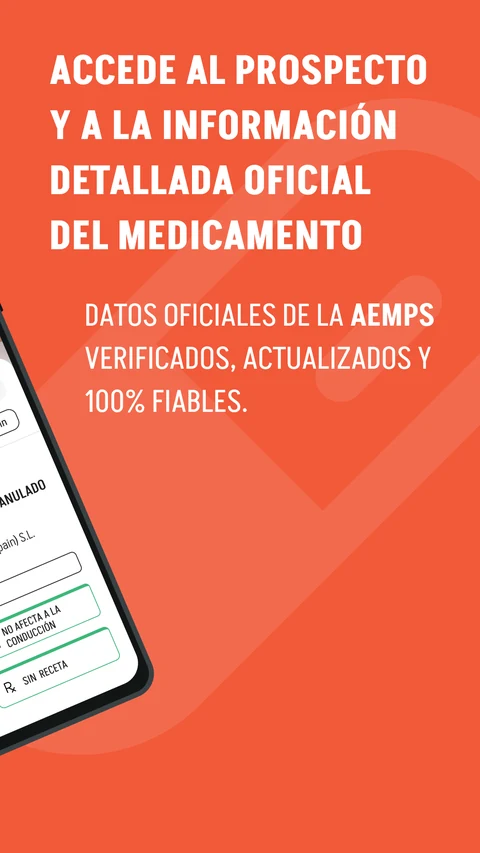 ACCEDE AL PROSPECTO
Y A LA INFORMACIÓN
DETALLADA OFICIAL
DEL MEDICAMENTO
DATOS OFICIALES DE LA AEMPS
VERIFICADOS, ACTUALIZADOS Y
100% FIABLES.
S.L.
NO AFECTA A LA
CONDUCCIÓN
SIN RECETA